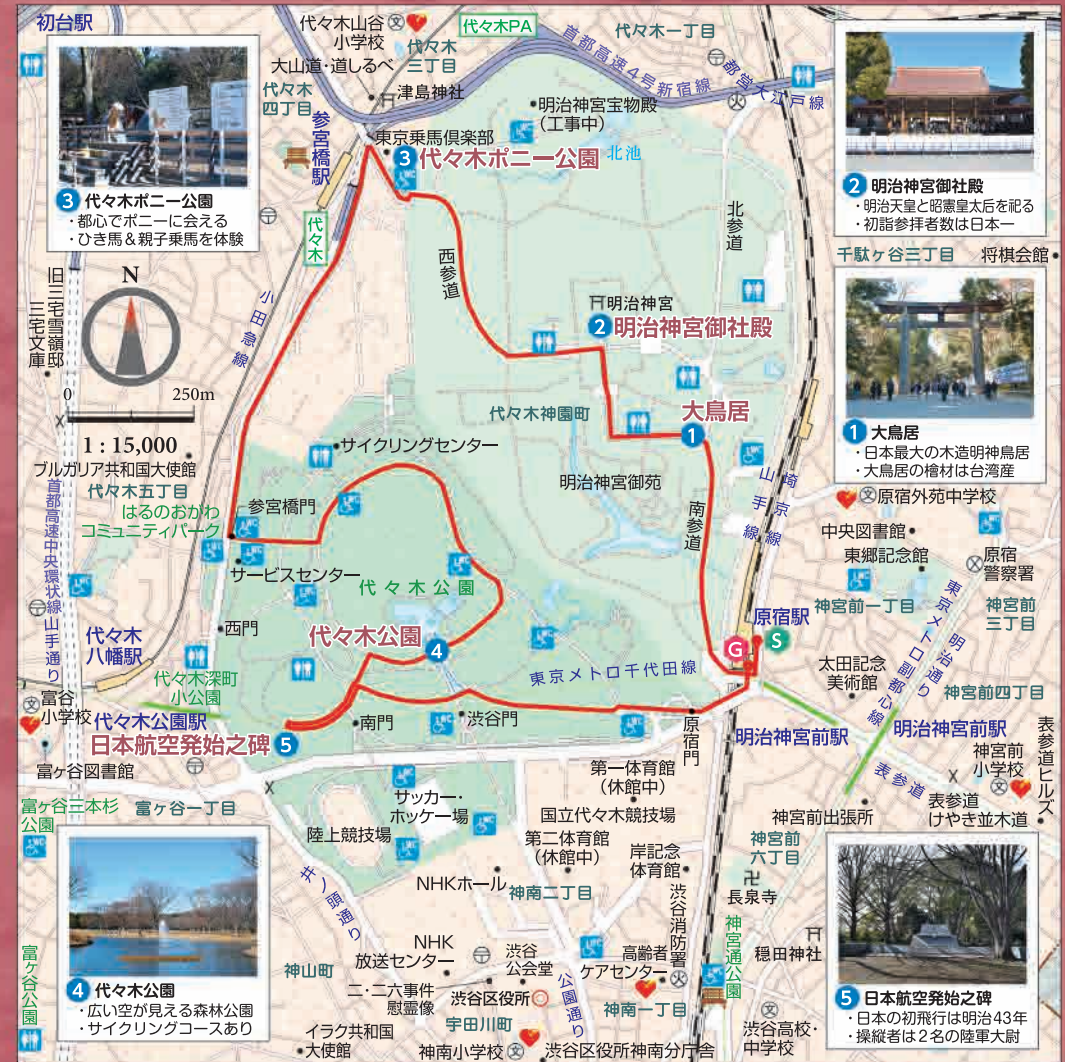 初台駅
代々木山谷
小学校
代々木
三丁目
代々木PA
首都高速4号新宿線
代々木一丁目
都営大江戸線
大山道・道しるべ
代々木
四丁目
津島神社
参宮橋駅
東京乗馬倶楽部
3 代々木ポニー公園
明治神宮宝物殿
(工事中)
北池
3 代々木ポニー公園
・都心でポニーに会える
・ひき馬&親子乗馬を体験
2 明治神宮御社殿
・明治天皇と昭憲皇太后を祀る
・初詣参拝者数は日本一
代々木
西参道
北参道
千駄ヶ谷三丁目
将棋会館
旧三宅雪嶺邸
三宅文庫
N
0 250m
1:15,000
小田急線
明治神宮
2 明治神宮御社殿
代々木神園町
大鳥居
1
1 大鳥居
・日本最大の木造明神鳥居
・大鳥居の檜材は台湾産
ブルガリア共和国大使館
代々木五丁目
はるのおがわ
コミュニティパーク
首都高速中央環状線
山手通り
サイクリングセンター
参宮橋門
明治神宮御苑
南参道
山手線
埼京線
原宿外苑中学校
中央図書館
東郷記念館
原宿
警察署
神宮前一丁目
神宮前
三丁目
サービスセンター
代々木公園
西門
代々木公園
4
代々木
八幡駅
代々木深町
小公園
富谷
小学校
代々木公園駅
日本航空発始之碑 5
南門
渋谷門
東京メトロ千代田線
原宿駅
G
S
原宿門
太田記念
美術館
東京メトロ副都心線
明治通り
神宮前四丁目
明治神宮前駅
明治神宮前駅
表参道
神宮前
小学校
表参道ヒルズ
表参道
けやき並木道
富ヶ谷図書館
富ヶ谷三本杉
公園
富ヶ谷一丁目
サッカー・
ホッケー場
陸上競技場
第一体育館
(休館中)
国立代々木競技場
第二体育館
(休館中)
岸記念
体育館
神宮前出張所
神宮前
六丁目
長泉寺
井ノ頭通り
NHKホール
神南二丁目
渋谷消防署
神宮通公園
穏田神社
富ヶ谷公園
神山町
NHK
放送センター
渋谷
公会堂
高齢者
ケアセンター
二・二六事件
慰霊像
渋谷区役所
公園通り
神南一丁目
宇田川町
イラク共和国
大使館
神南小学校
渋谷区役所神南分庁舎
渋谷高校・
中学校
4 代々木公園
・広い空が見える森林公園
・サイクリングコースあり
5 日本航空発始之碑
・日本の初飛行は明治43年
・操縦者は2名の陸軍大尉